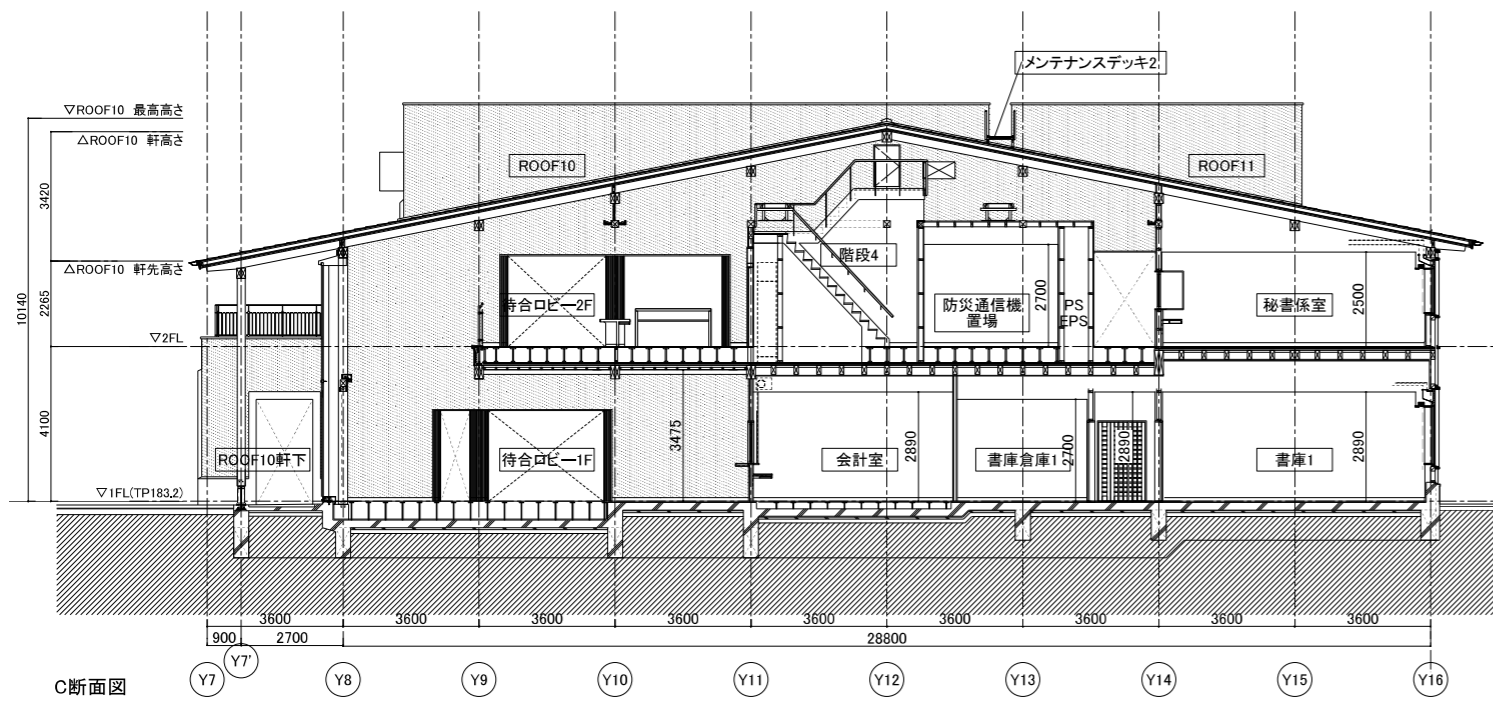 メンテナンスデッキ2
▽ROOF10 最高高さ
△ROOF10 軒高さ
ROOF10
ROOF11
3420
階段4
△ROOF10 軒先高さ
10140
2265
待合ロビー2F
防災通信機
置場
2700
PS
EPS
秘書係室
2500
▽2FL
4100
ROOF10軒下
待合ロビー1F
3475
会計室
2890
書庫倉庫1
2700
2890
書庫1
2890
▽1FL(TP183.2)
3600
3600
3600
3600
3600
3600
3600
3600
3600
900
2700
28800
C断面図
Y7
Y7'
Y8
Y9
Y10
Y11
Y12
Y13
Y14
Y15
Y16